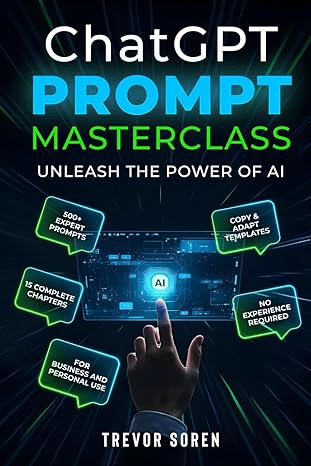 ChatGPT
PROMPT
MASTERCLASS
UNLEASH THE POWER OF AI
500+
EXPERT
PROMPTS
COPY &
ADAPT
TEMPLATES
AI
15 COMPLETE
CHAPTERS
NO
EXPERIENCE
REQUIRED
FOR
BUSINESS AND
PERSONAL USE
TREVOR SOREN